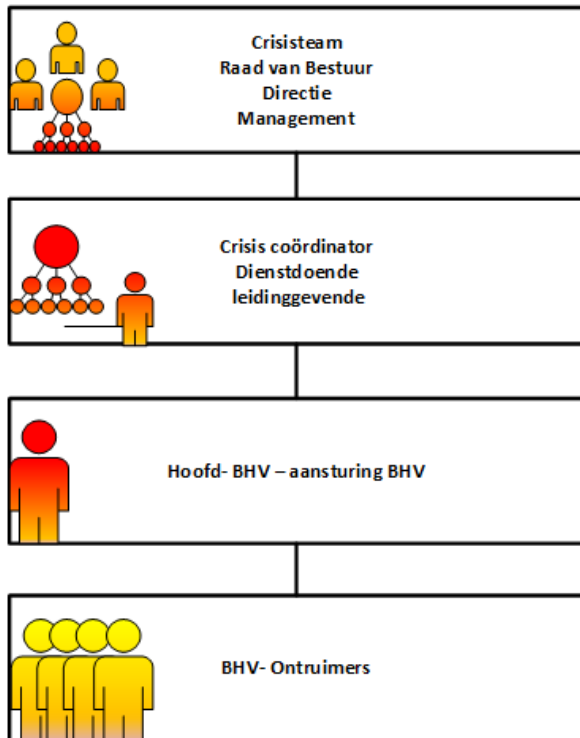 Crisisteam
Raad van Bestuur
Directie
Management
Crisis coördinator
Dienstdoende
leidinggevende
Hoofd- BHV – aansturing BHV
BHV- Ontruimers